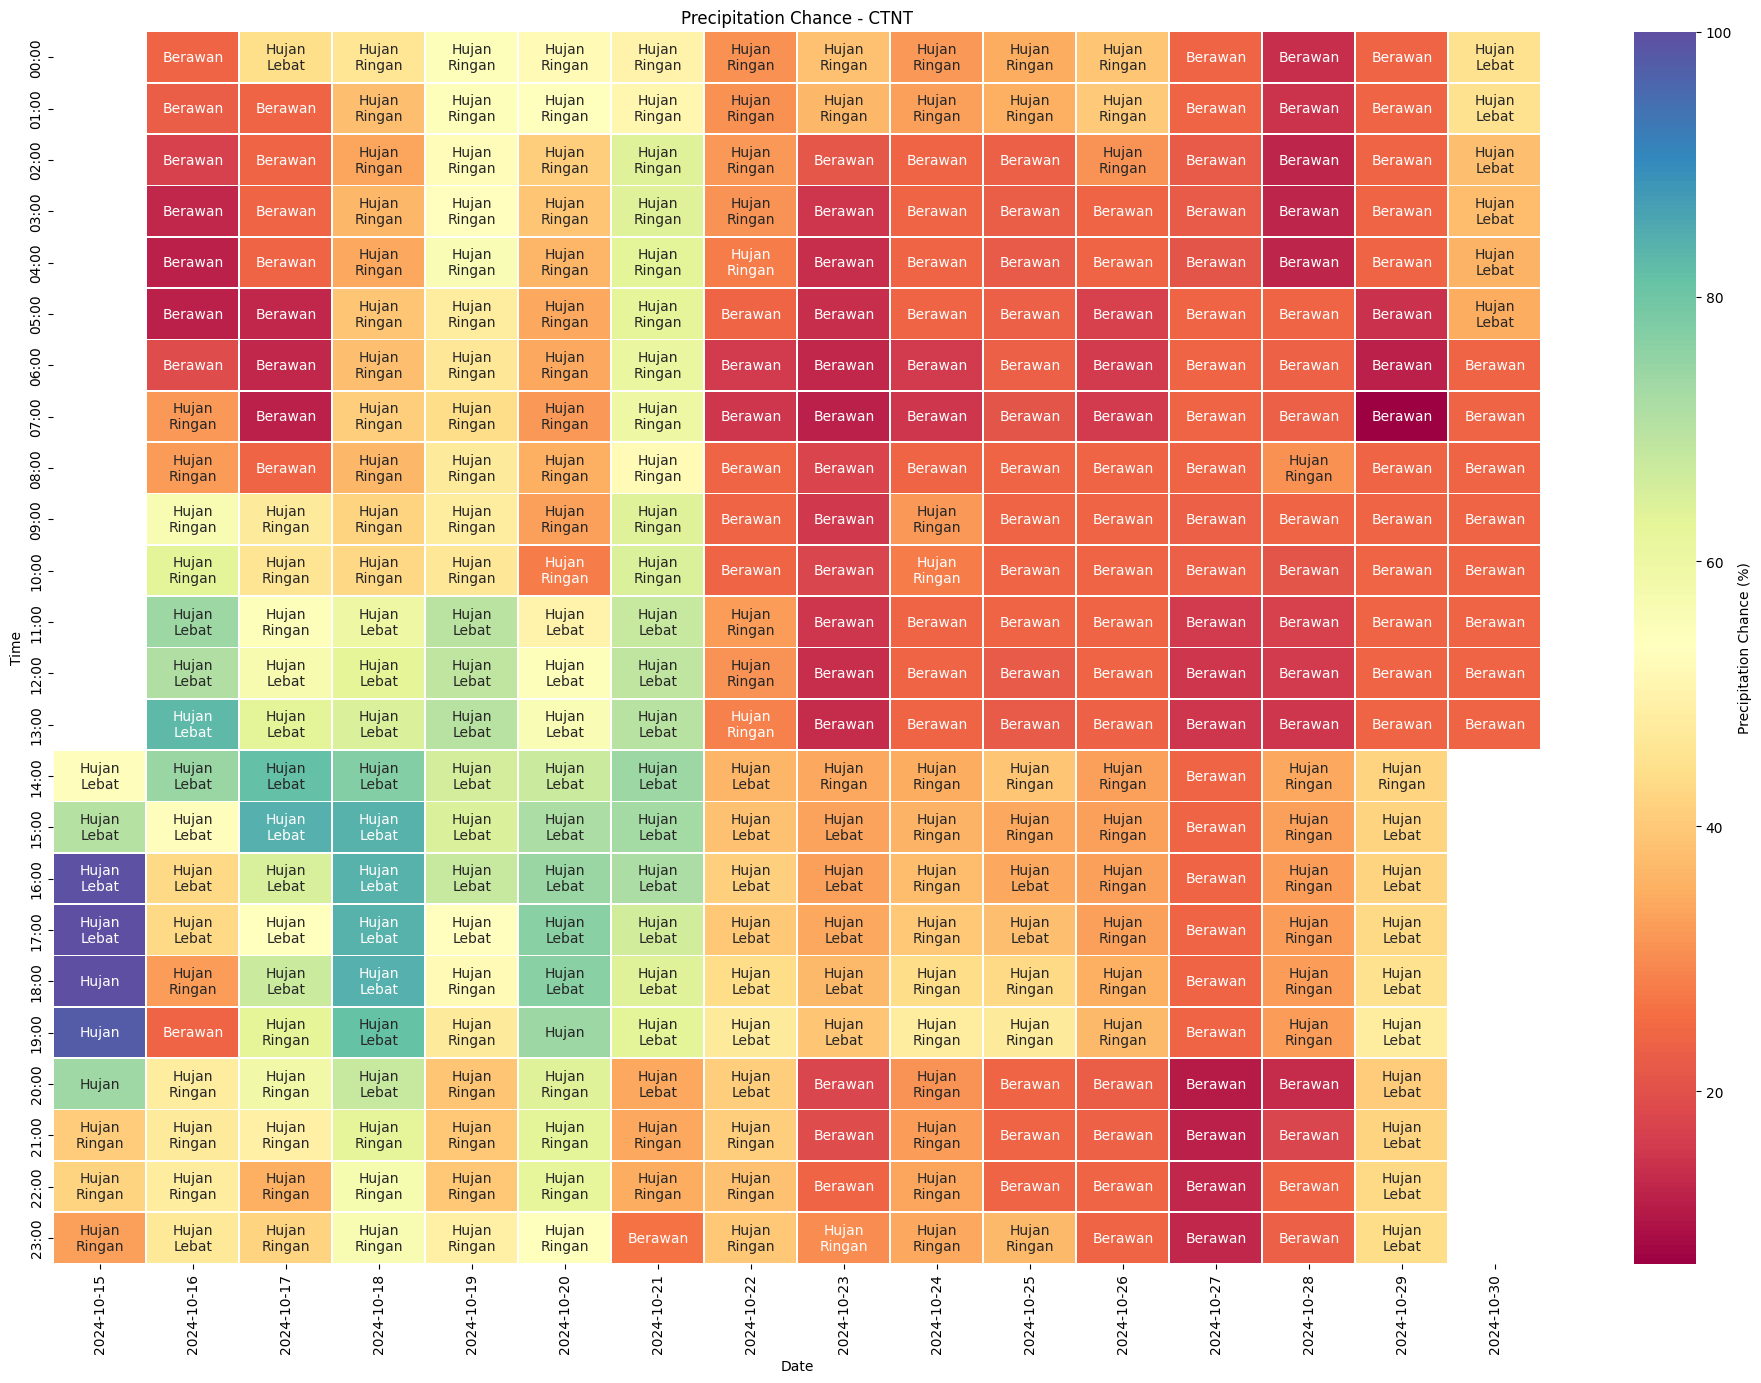 Precipitation Chance - CTNT
Time
00:00 Berawan Hujan Lebat Hujan Ringan Hujan Ringan Hujan Ringan Hujan Ringan Hujan Ringan Hujan Ringan Hujan Ringan Hujan Ringan Hujan Ringan Berawan Berawan Berawan Hujan Lebat
01:00 Berawan Berawan Hujan Ringan Hujan Ringan Hujan Ringan Hujan Ringan Hujan Ringan Hujan Ringan Hujan Ringan Hujan Ringan Hujan Ringan Berawan Berawan Berawan Hujan Lebat
02:00 Berawan Berawan Hujan Ringan Hujan Ringan Hujan Ringan Hujan Ringan Hujan Ringan Berawan Berawan Berawan Hujan Ringan Berawan Berawan Berawan Hujan Lebat
03:00 Berawan Berawan Hujan Ringan Hujan Ringan Hujan Ringan Hujan Ringan Hujan Ringan Berawan Berawan Berawan Berawan Berawan Berawan Berawan Hujan Lebat
04:00 Berawan Berawan Hujan Ringan Hujan Ringan Hujan Ringan Hujan Ringan Hujan Ringan Berawan Berawan Berawan Berawan Berawan Berawan Berawan Hujan Lebat
05:00 Berawan Berawan Hujan Ringan Hujan Ringan Hujan Ringan Hujan Ringan Berawan Berawan Berawan Berawan Berawan Berawan Berawan Berawan Hujan Lebat
06:00 Berawan Berawan Hujan Ringan Hujan Ringan Hujan Ringan Hujan Ringan Berawan Berawan Berawan Berawan Berawan Berawan Berawan Berawan Berawan
07:00 Hujan Ringan Berawan Hujan Ringan Hujan Ringan Hujan Ringan Hujan Ringan Berawan Berawan Berawan Berawan Berawan Berawan Berawan Berawan Berawan
08:00 Hujan Ringan Berawan Hujan Ringan Hujan Ringan Hujan Ringan Hujan Ringan Berawan Berawan Berawan Berawan Berawan Berawan Hujan Ringan Berawan Berawan
09:00 Hujan Ringan Hujan Ringan Hujan Ringan Hujan Ringan Hujan Ringan Hujan Ringan Berawan Berawan Hujan Ringan Berawan Berawan Berawan Berawan Berawan Berawan
10:00 Hujan Ringan Hujan Ringan Hujan Ringan Hujan Ringan Hujan Ringan Hujan Ringan Berawan Berawan Hujan Ringan Berawan Berawan Berawan Berawan Berawan Berawan
11:00 Hujan Lebat Hujan Ringan Hujan Lebat Hujan Lebat Hujan Lebat Hujan Lebat Hujan Ringan Berawan Berawan Berawan Berawan Berawan Berawan Berawan Berawan
12:00 Hujan Lebat Hujan Lebat Hujan Lebat Hujan Lebat Hujan Lebat Hujan Lebat Hujan Ringan Berawan Berawan Berawan Berawan Berawan Berawan Berawan Berawan
13:00 Hujan Lebat Hujan Lebat Hujan Lebat Hujan Lebat Hujan Lebat Hujan Lebat Hujan Ringan Berawan Berawan Berawan Berawan Berawan Berawan Berawan Berawan
14:00 Hujan Lebat Hujan Lebat Hujan Lebat Hujan Lebat Hujan Lebat Hujan Lebat Hujan Lebat Hujan Lebat Hujan Ringan Hujan Ringan Hujan Ringan Hujan Ringan Berawan Hujan Ringan Hujan Ringan
15:00 Hujan Lebat Hujan Lebat Hujan Lebat Hujan Lebat Hujan Lebat Hujan Lebat Hujan Lebat Hujan Lebat Hujan Lebat Hujan Ringan Hujan Ringan Hujan Ringan Berawan Hujan Ringan Hujan Lebat
16:00 Hujan Lebat Hujan Lebat Hujan Lebat Hujan Lebat Hujan Lebat Hujan Lebat Hujan Lebat Hujan Lebat Hujan Lebat Hujan Ringan Hujan Lebat Hujan Ringan Berawan Hujan Ringan Hujan Lebat
17:00 Hujan Lebat Hujan Lebat Hujan Lebat Hujan Lebat Hujan Lebat Hujan Lebat Hujan Lebat Hujan Lebat Hujan Lebat Hujan Ringan Hujan Lebat Hujan Ringan Berawan Hujan Ringan Hujan Lebat
18:00 Hujan Hujan Ringan Hujan Lebat Hujan Lebat Hujan Ringan Hujan Lebat Hujan Lebat Hujan Lebat Hujan Lebat Hujan Ringan Hujan Ringan Hujan Ringan Berawan Hujan Ringan Hujan Lebat
19:00 Hujan Berawan Hujan Ringan Hujan Lebat Hujan Ringan Hujan Hujan Lebat Hujan Lebat Hujan Lebat Hujan Ringan Hujan Ringan Hujan Ringan Berawan Hujan Ringan Hujan Lebat
20:00 Hujan Hujan Ringan Hujan Ringan Hujan Lebat Hujan Ringan Hujan Ringan Hujan Lebat Hujan Lebat Berawan Hujan Ringan Berawan Berawan Berawan Berawan Hujan Lebat
21:00 Hujan Ringan Hujan Ringan Hujan Ringan Hujan Ringan Hujan Ringan Hujan Ringan Hujan Ringan Hujan Ringan Berawan Hujan Ringan Berawan Berawan Berawan Berawan Hujan Lebat
22:00 Hujan Ringan Hujan Ringan Hujan Ringan Hujan Ringan Hujan Ringan Hujan Ringan Hujan Ringan Hujan Ringan Berawan Hujan Ringan Berawan Berawan Berawan Berawan Hujan Lebat
23:00 Hujan Ringan Hujan Lebat Hujan Ringan Hujan Ringan Hujan Ringan Hujan Ringan Berawan Hujan Ringan Hujan Ringan Hujan Ringan Hujan Ringan Berawan Berawan Berawan Hujan Lebat
2024-10-15 2024-10-16 2024-10-17 2024-10-18 2024-10-19 2024-10-20 2024-10-21 2024-10-22 2024-10-23 2024-10-24 2024-10-25 2024-10-26 2024-10-27 2024-10-28 2024-10-29 2024-10-30
Date
100
80
60
40
20
Precipitation Chance (%)